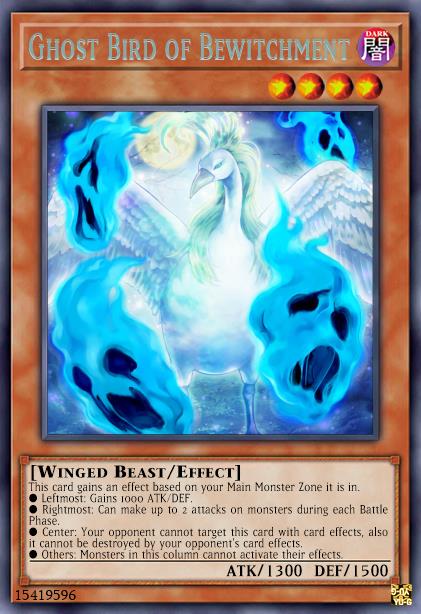 Ghost Bird of Bewitchment
DARK
闇
[Winged Beast/Effect]
This card gains an effect based on your Main Monster Zone it is in.
● Leftmost: Gains 1000 ATK/DEF.
● Rightmost: Can make up to 2 attacks on monsters during each Battle
Phase.
● Center: Your opponent cannot target this card with card effects, also
it cannot be destroyed by your opponent's card effects.
● Others: Monsters in this column cannot activate their effects.
ATK/1300 DEF/1500
15419596